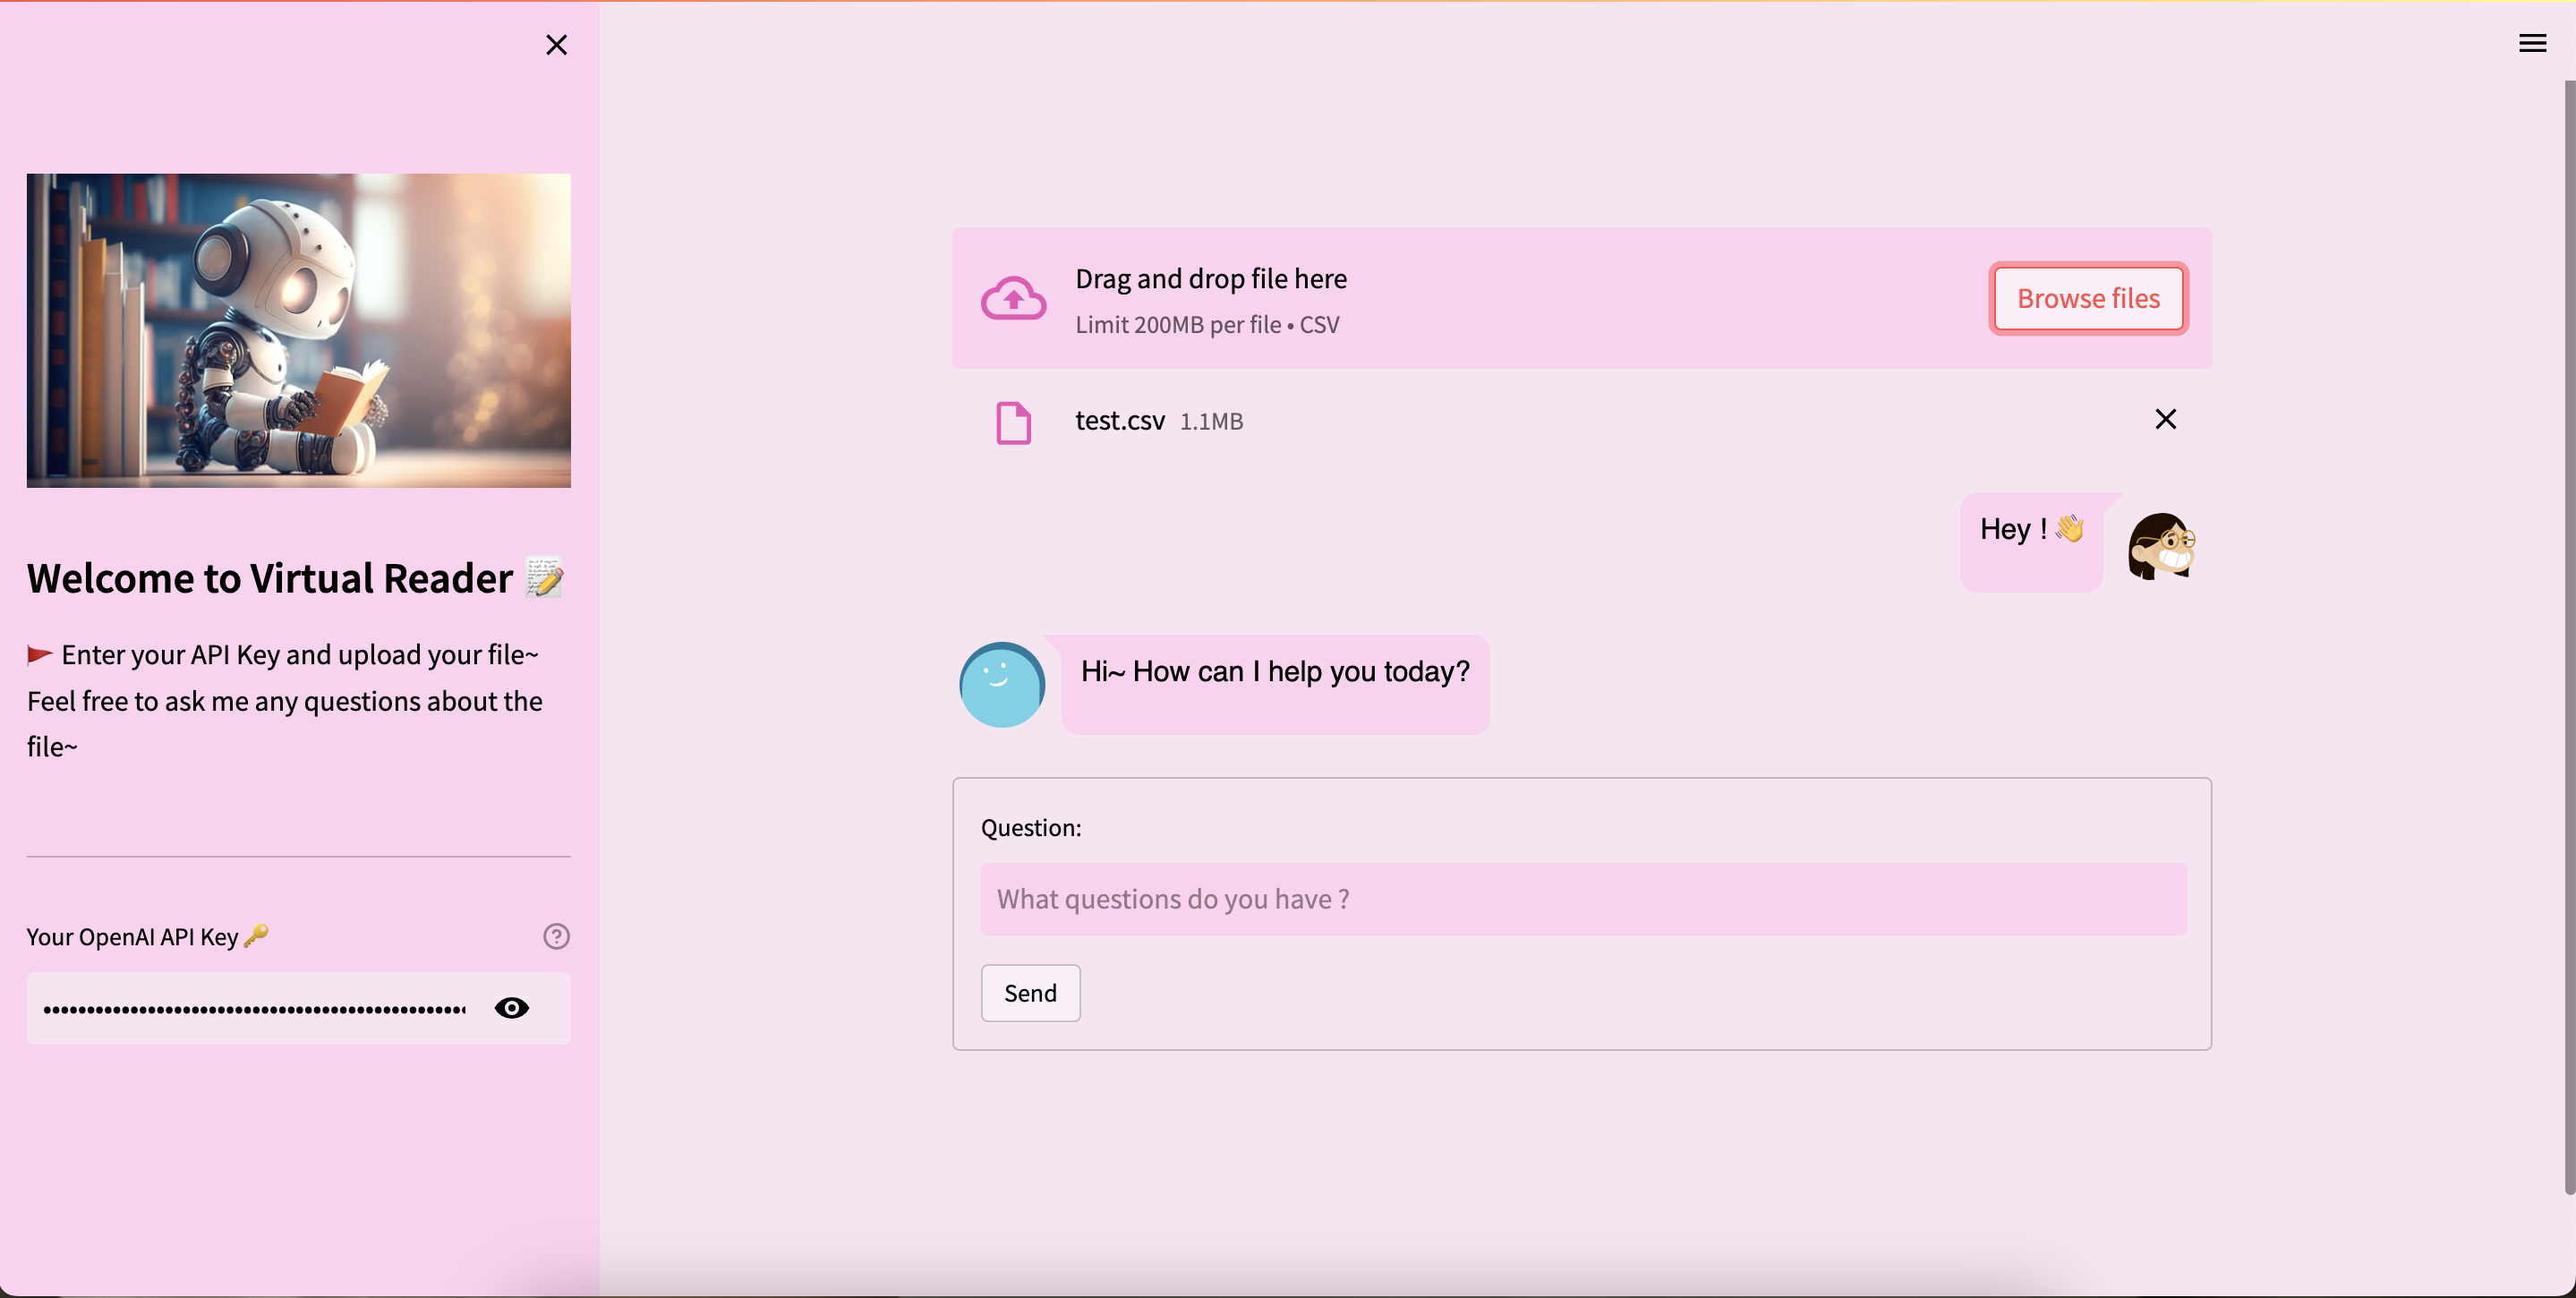 Welcome to Virtual Reader 📝
🚩 Enter your API Key and upload your file~
Feel free to ask me any questions about the
file~
Your OpenAI API Key 🔑
Drag and drop file here
Limit 200MB per file • CSV
Browse files
test.csv 1.1MB
Hey ! 👋
Hi~ How can I help you today?
Question:
What questions do you have ?
Send